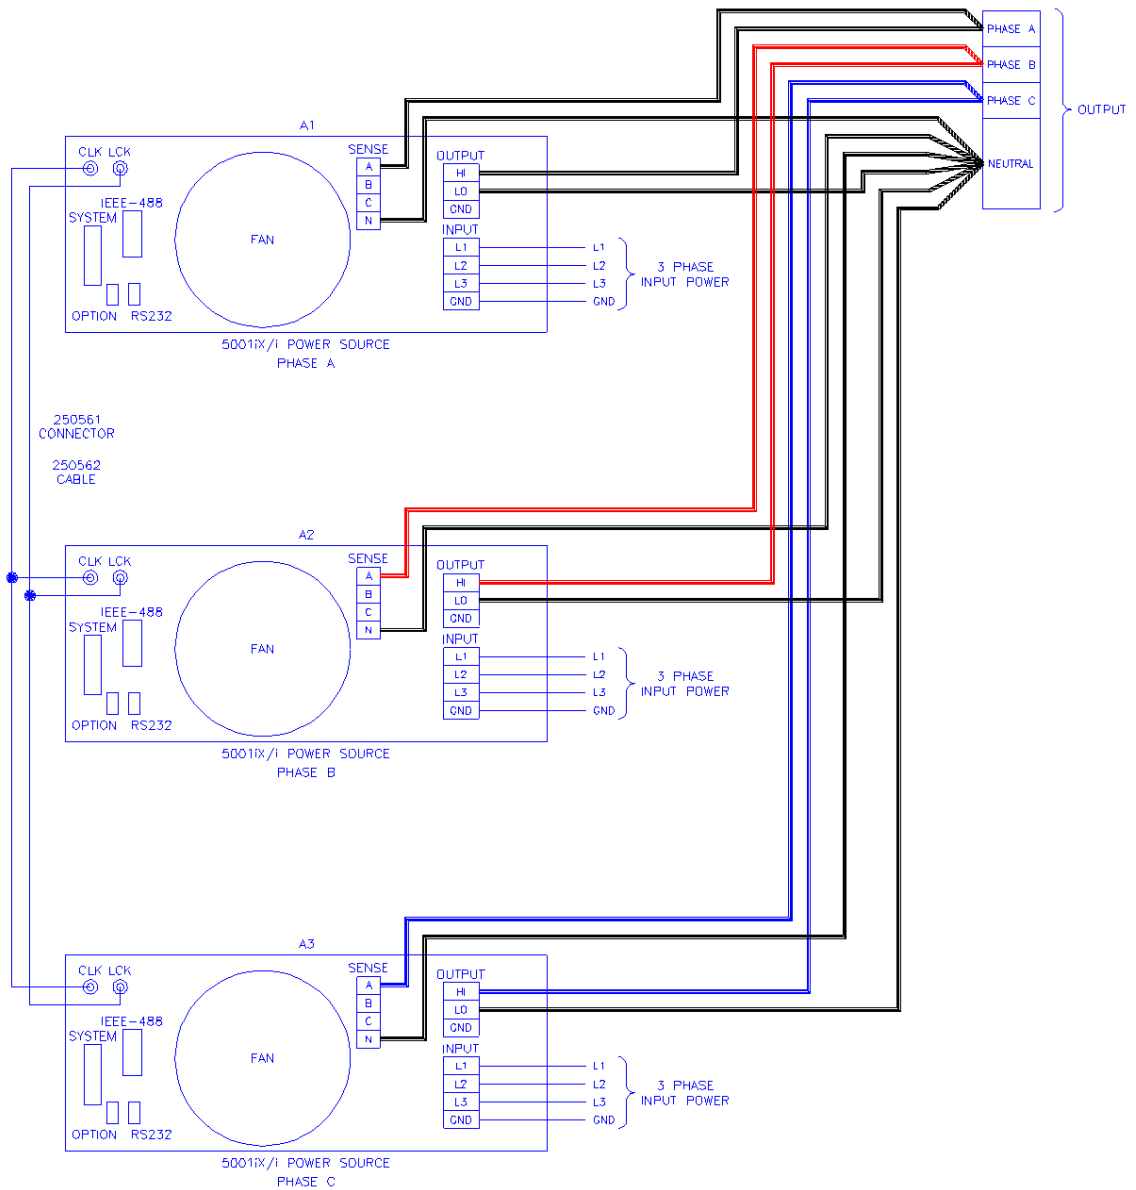 PHASE A
PHASE B
PHASE C
OUTPUT
NEUTRAL
A1
CLK LCK
SENSE
OUTPUT
A
B
C
N
HI
LO
GND
IEEE-488
SYSTEM
FAN
INPUT
L1
L2
L3
GND
L1
L2
L3
GND
3 PHASE
INPUT POWER
OPTION RS232
5001iX/i POWER SOURCE
PHASE A
250561
CONNECTOR
250562
CABLE
A2
CLK LCK
SENSE
OUTPUT
A
B
C
N
HI
LO
GND
IEEE-488
SYSTEM
FAN
INPUT
L1
L2
L3
GND
L1
L2
L3
GND
3 PHASE
INPUT POWER
OPTION RS232
5001iX/i POWER SOURCE
PHASE B
A3
CLK LCK
SENSE
OUTPUT
A
B
C
N
HI
LO
GND
IEEE-488
SYSTEM
FAN
INPUT
L1
L2
L3
GND
L1
L2
L3
GND
3 PHASE
INPUT POWER
OPTION RS232
5001iX/i POWER SOURCE
PHASE C